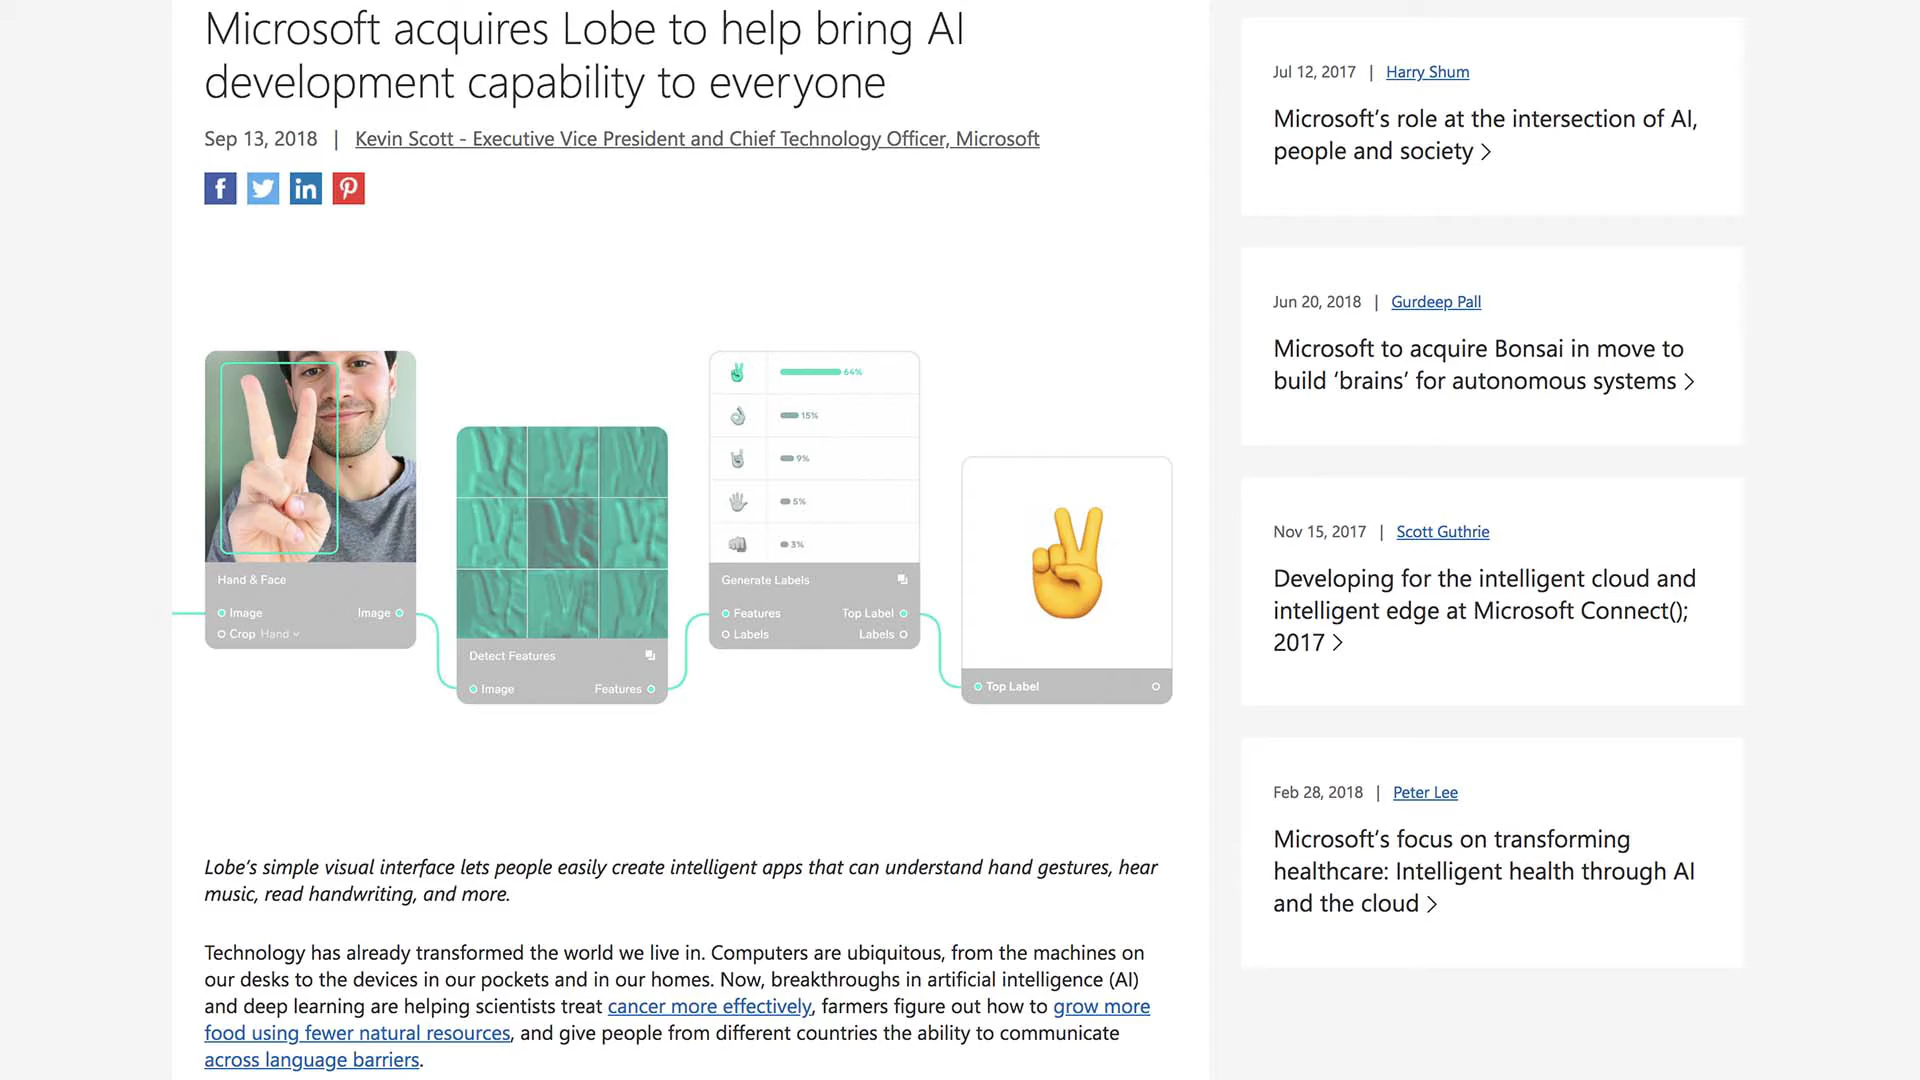 Microsoft acquires Lobe to help bring AI
development capability to everyone
Sep 13, 2018 | Kevin Scott - Executive Vice President and Chief Technology Officer, Microsoft
64%
15%
9%
5%
3%
Hand & Face
Image Image
Crop Hand
Detect Features
Image Features
Generate Labels
Features Top Label
Labels Labels
Top Label
Lobe’s simple visual interface lets people easily create intelligent apps that can understand hand gestures, hear
music, read handwriting, and more.
Technology has already transformed the world we live in. Computers are ubiquitous, from the machines on
our desks to the devices in our pockets and in our homes. Now, breakthroughs in artificial intelligence (AI)
and deep learning are helping scientists treat cancer more effectively, farmers figure out how to grow more
food using fewer natural resources, and give people from different countries the ability to communicate
across language barriers.
Jul 12, 2017 | Harry Shum
Microsoft’s role at the intersection of AI,
people and society >
Jun 20, 2018 | Gurdeep Pall
Microsoft to acquire Bonsai in move to
build ‘brains’ for autonomous systems >
Nov 15, 2017 | Scott Guthrie
Developing for the intelligent cloud and
intelligent edge at Microsoft Connect();
2017 >
Feb 28, 2018 | Peter Lee
Microsoft’s focus on transforming
healthcare: Intelligent health through AI
and the cloud >